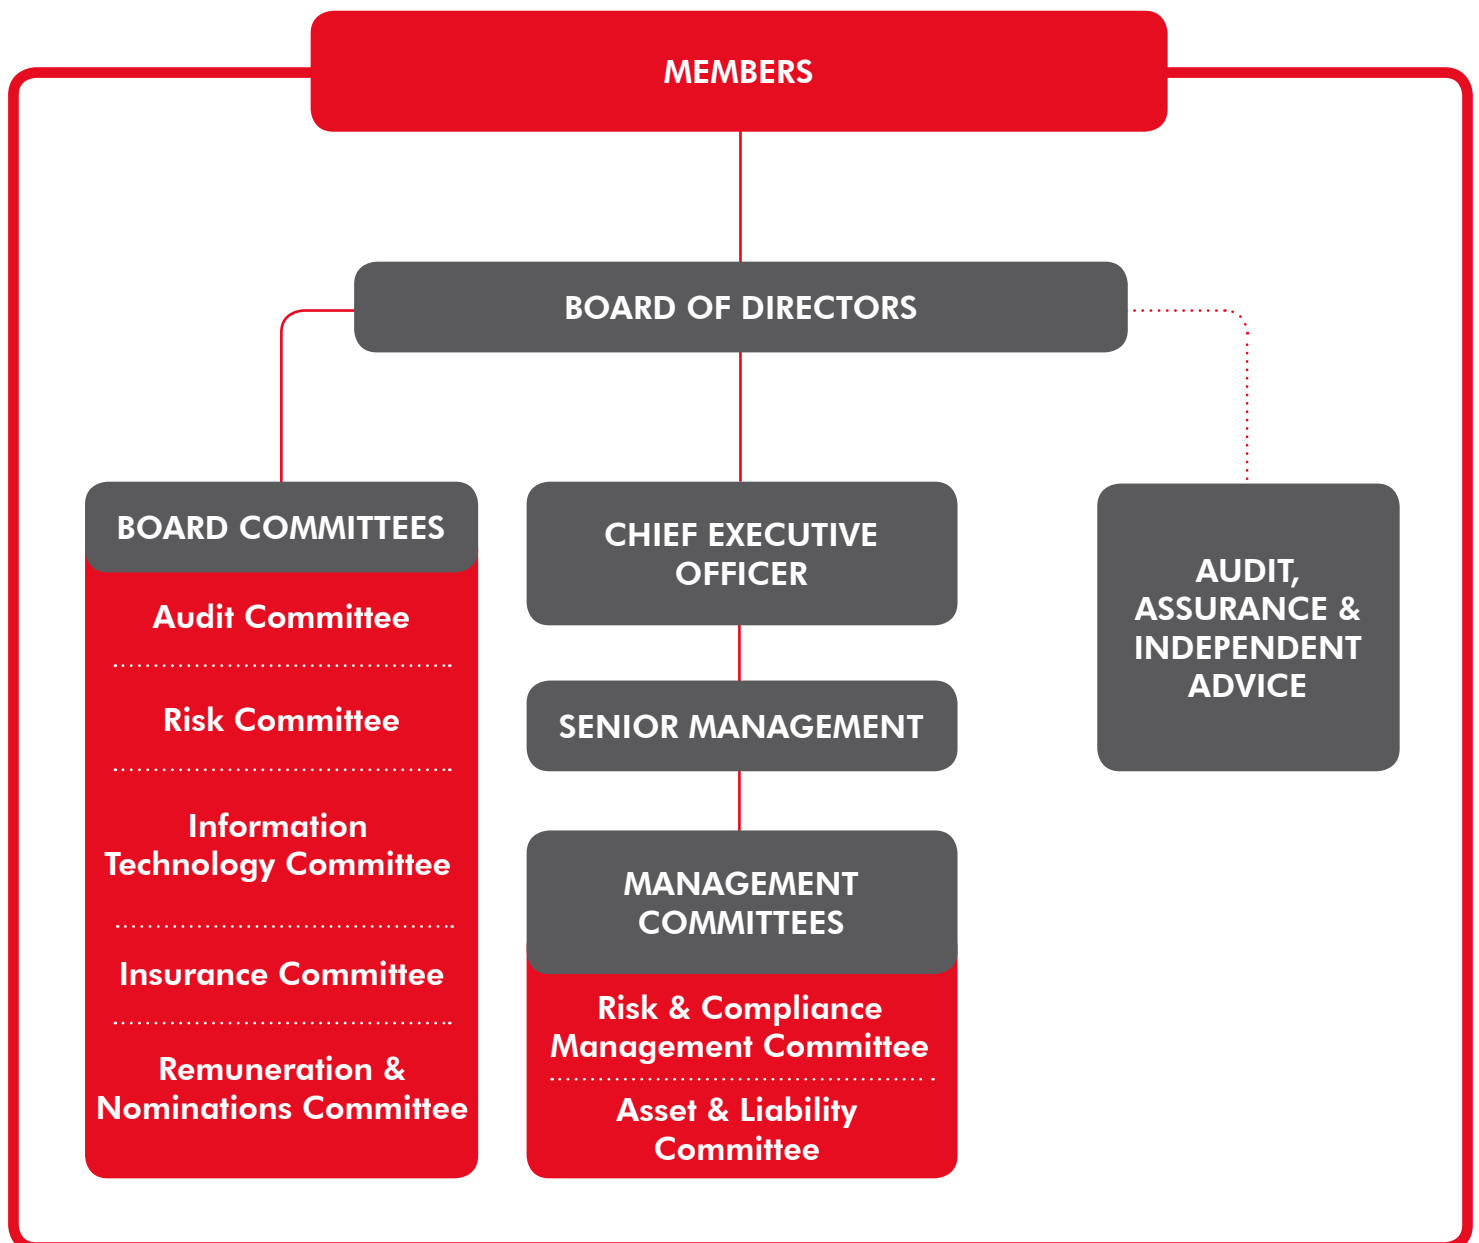 MEMBERS
BOARD OF DIRECTORS
BOARD COMMITTEES
Audit Committee
Risk Committee
Information
Technology Committee
Insurance Committee
Remuneration &
Nominations Committee
CHIEF EXECUTIVE
OFFICER
SENIOR MANAGEMENT
MANAGEMENT
COMMITTEES
Risk & Compliance
Management Committee
Asset & Liability
Committee
AUDIT,
ASSURANCE &
INDEPENDENT
ADVICE